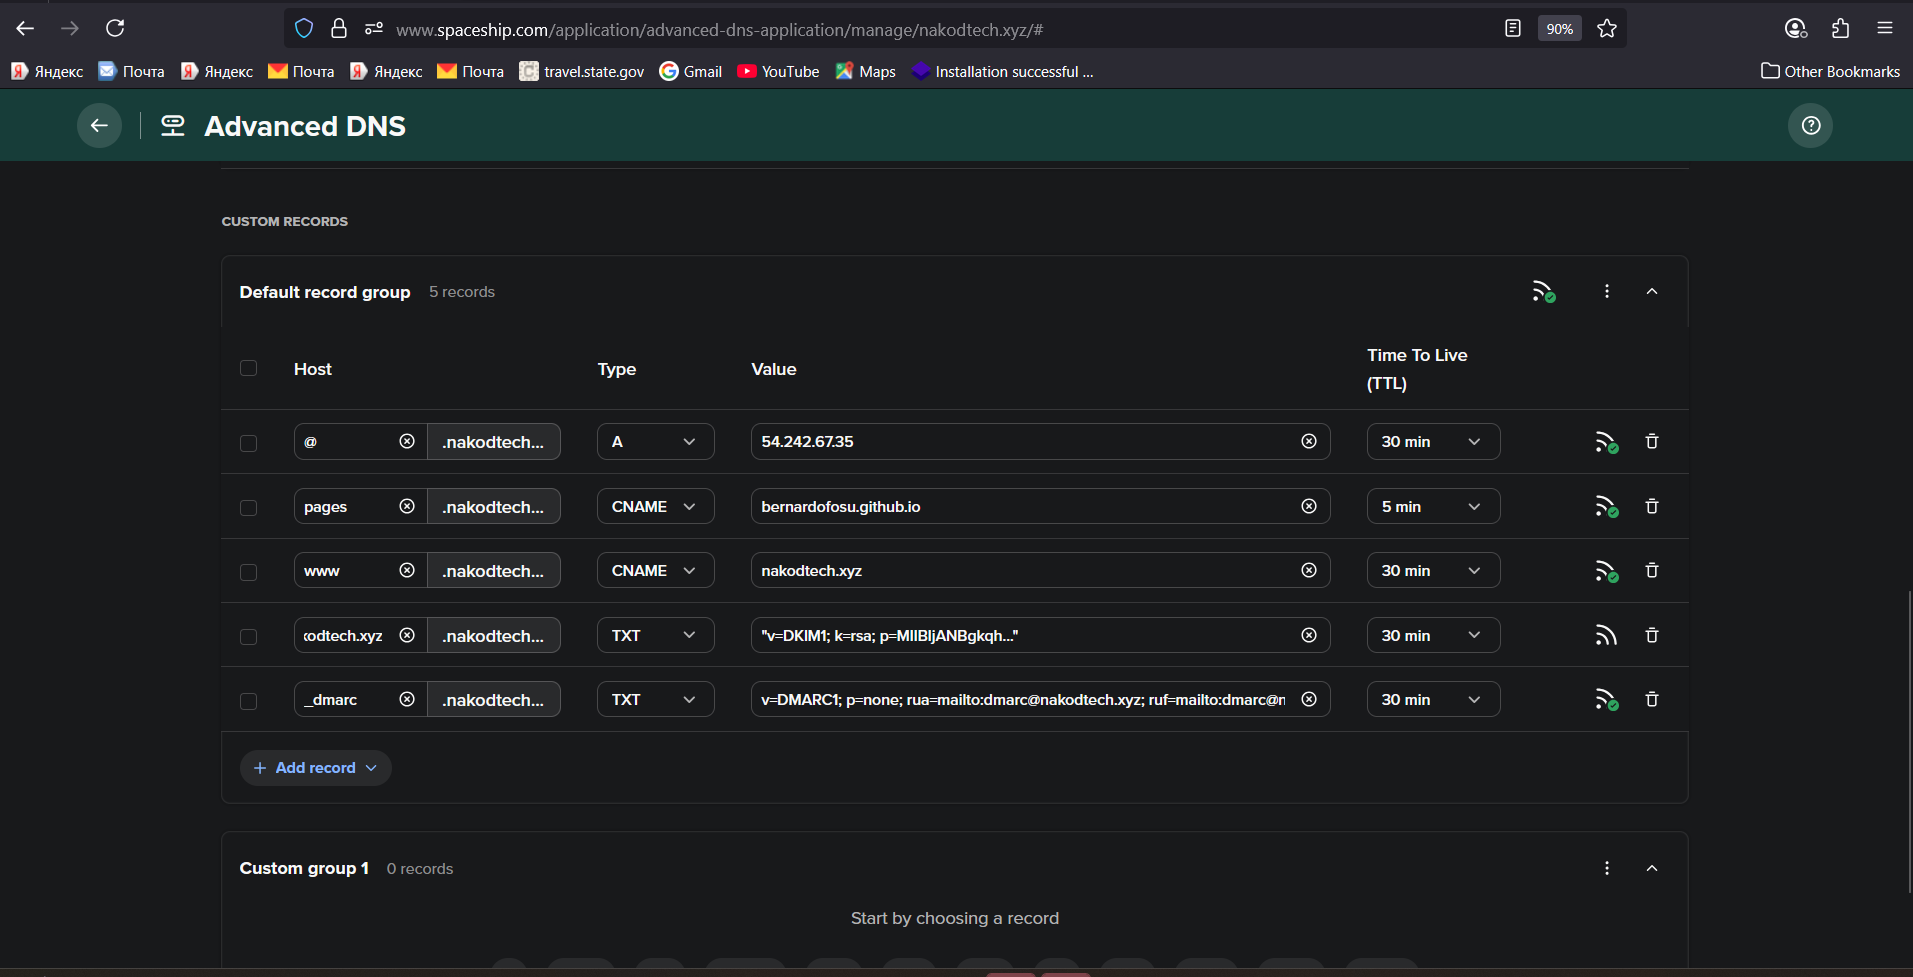 www.spaceship.com/application/advanced-dns-application/manage/nakodtech.xyz/#
90%
Яндекс Почта Яндекс Почта Яндекс Почта travel.state.gov Gmail YouTube Maps Installation successful ... Other Bookmarks
Advanced DNS
CUSTOM RECORDS
Default record group 5 records
Host Type Value Time To Live (TTL)
@ .nakodtech... A 54.242.67.35 30 min
pages .nakodtech... CNAME bernardofosu.github.io 5 min
www .nakodtech... CNAME nakodtech.xyz 30 min
kodtech.xyz .nakodtech... TXT "v=DKIM1; k=rsa; p=MIIBIjANBgkqh..." 30 min
_dmarc .nakodtech... TXT v=DMARC1; p=none; rua=mailto:dmarc@nakodtech.xyz; ruf=mailto:dmarc@n 30 min
+ Add record
Custom group 1 0 records
Start by choosing a record